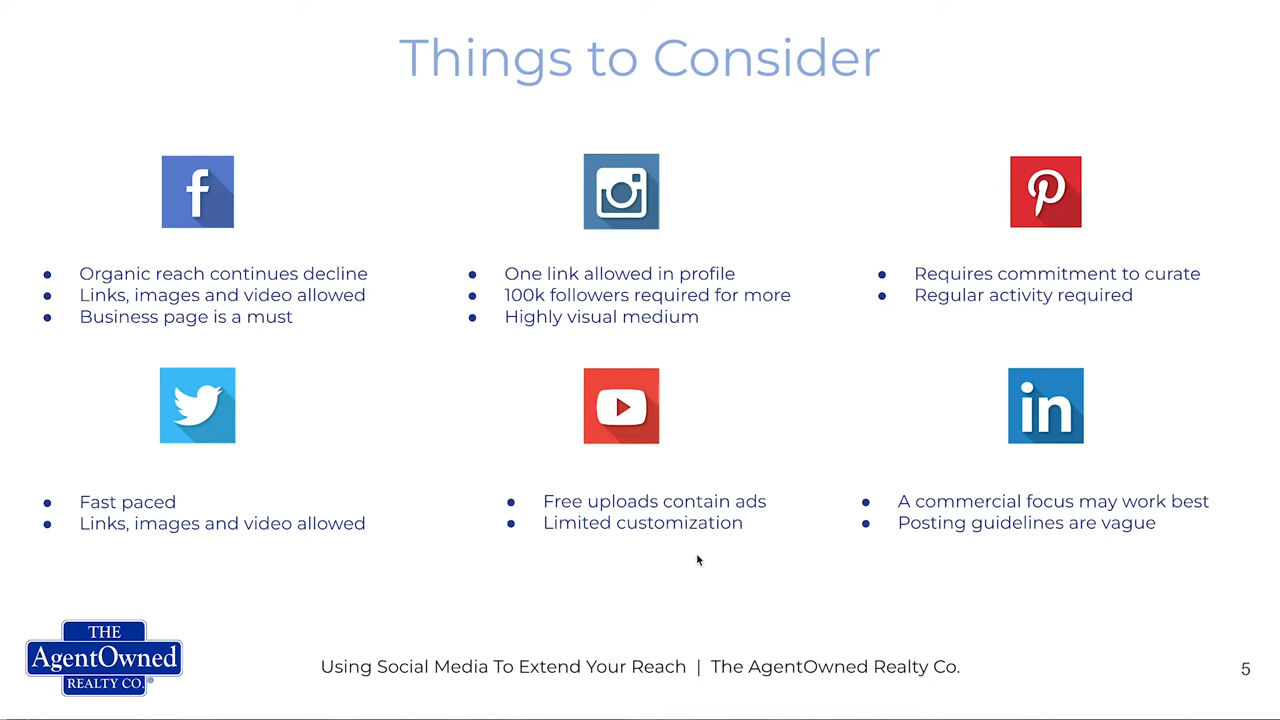 Things to Consider
f
Organic reach continues decline
Links, images and video allowed
Business page is a must
One link allowed in profile
100k followers required for more
Highly visual medium
Requires commitment to curate
Regular activity required
in
Fast paced
Links, images and video allowed
Free uploads contain ads
Limited customization
A commercial focus may work best
Posting guidelines are vague
THE
AgentOwned
REALTY CO.®
Using Social Media To Extend Your Reach | The AgentOwned Realty Co.
5